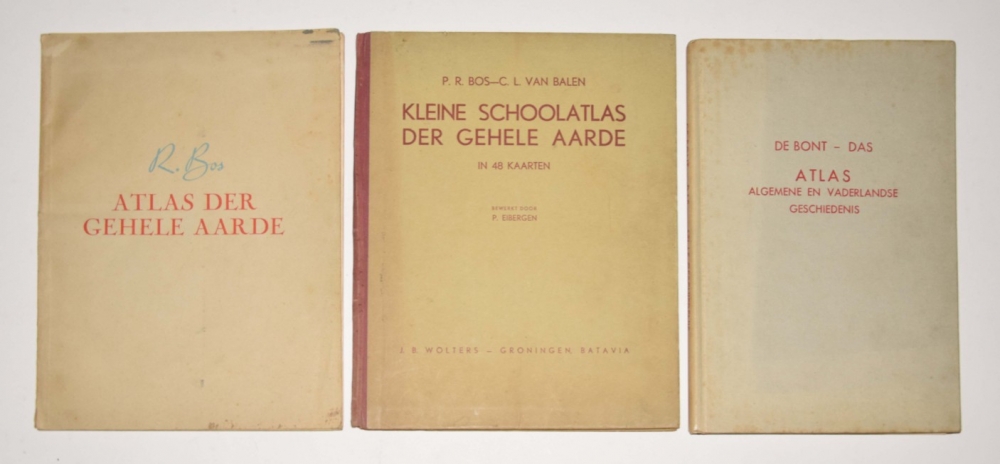 R. Bos
ATLAS DER
GEHELE AARDE
P. R. BOS—C. L. VAN BALEN
KLEINE SCHOOLATLAS
DER GEHELE AARDE
IN 48 KAARTEN
BEWERKT DOOR
P. EIBERGEN
J. B. WOLTERS – GRONINGEN, BATAVIA
DE BONT – DAS
ATLAS
ALGEMENE EN VADERLANDSE
GESCHIEDENIS